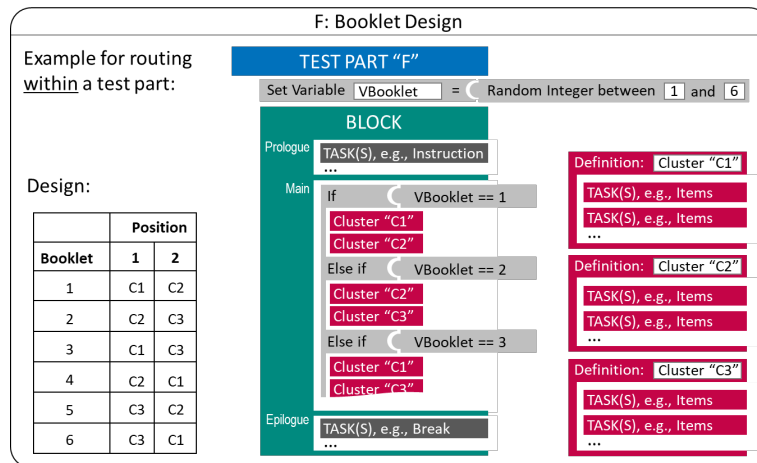 F: Booklet Design
Example for routing
within a test part:
TEST PART “F”
Set Variable VBooklet = Random Integer between 1 and 6
BLOCK
Prologue
TASK(S), e.g., Instruction
...
Main
If VBooklet == 1
Cluster “C1”
Cluster “C2”
Else if VBooklet == 2
Cluster “C2”
Cluster “C3”
Else if VBooklet == 3
Cluster “C1”
Cluster “C3”
Epilogue
TASK(S), e.g., Break
...
Design:
Position
Booklet 1 2
1 C1 C2
2 C2 C3
3 C1 C3
4 C2 C1
5 C3 C2
6 C3 C1
Definition: Cluster “C1”
TASK(S), e.g., Items
TASK(S), e.g., Items
...
Definition: Cluster “C2”
TASK(S), e.g., Items
TASK(S), e.g., Items
...
Definition: Cluster “C3”
TASK(S), e.g., Items
TASK(S), e.g., Items
...